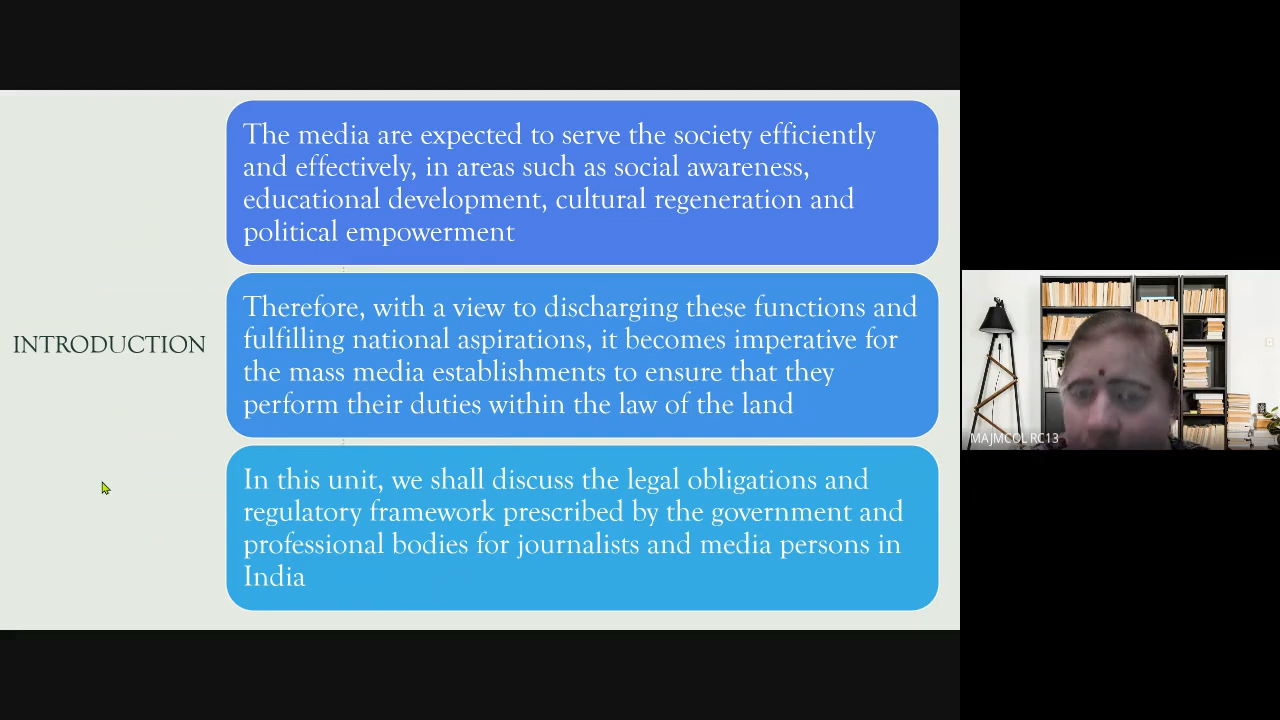 INTRODUCTION
The media are expected to serve the society efficiently
and effectively, in areas such as social awareness,
educational development, cultural regeneration and
political empowerment
Therefore, with a view to discharging these functions and
fulfilling national aspirations, it becomes imperative for
the mass media establishments to ensure that they
perform their duties within the law of the land
In this unit, we shall discuss the legal obligations and
regulatory framework prescribed by the government and
professional bodies for journalists and media persons in
India
MAJMCOL RC13